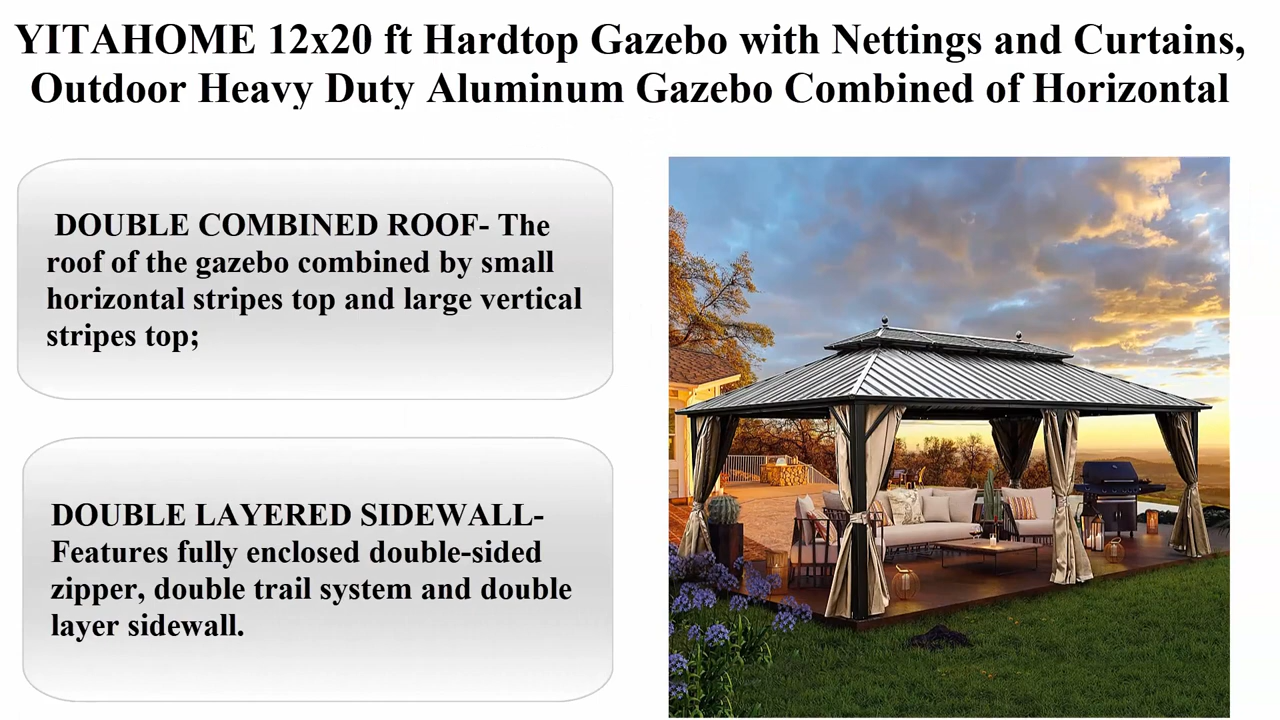 YITAHOME 12x20 ft Hardtop Gazebo with Nettings and Curtains,
Outdoor Heavy Duty Aluminum Gazebo Combined of Horizontal
DOUBLE COMBINED ROOF- The
roof of the gazebo combined by small
horizontal stripes top and large vertical
stripes top;
DOUBLE LAYERED SIDEWALL-
Features fully enclosed double-sided
zipper, double trail system and double
layer sidewall.